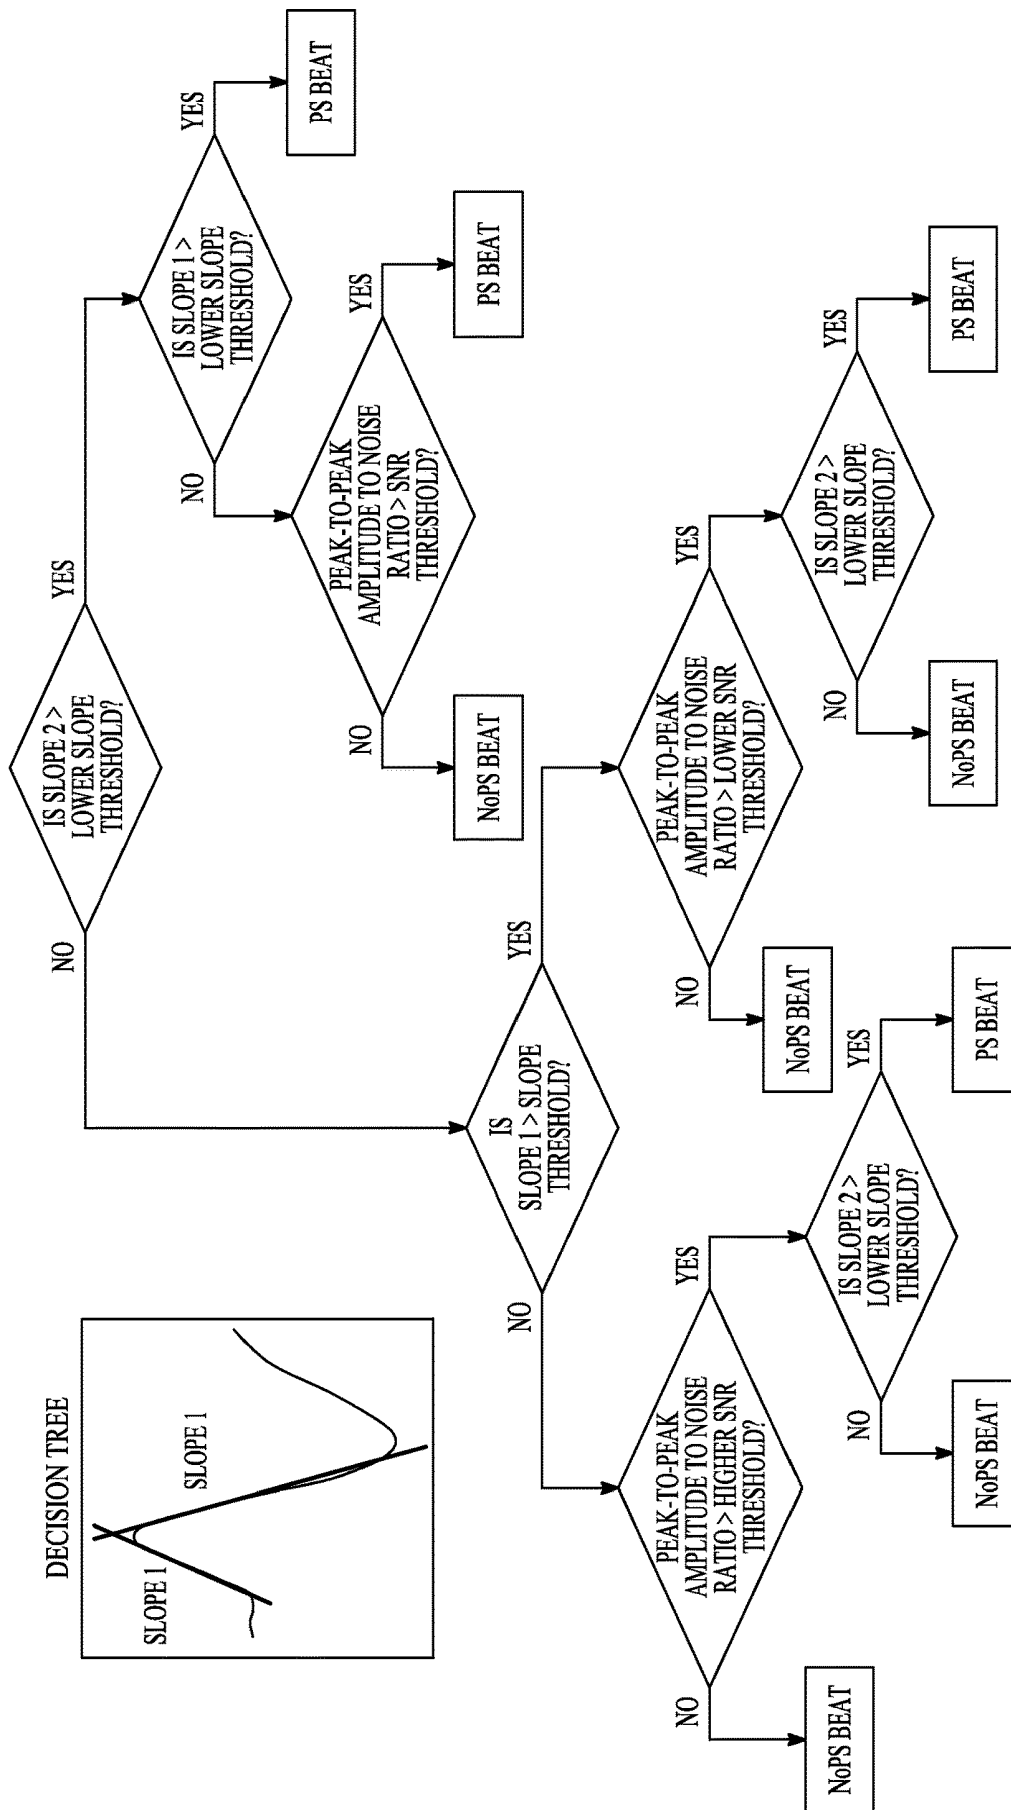 DECISION TREE
SLOPE 1
SLOPE 1
IS SLOPE 2 >
LOWER SLOPE
THRESHOLD?
NO
YES
IS SLOPE 1 >
LOWER SLOPE
THRESHOLD?
NO
YES
PS BEAT
PEAK-TO-PEAK
AMPLITUDE TO NOISE
RATIO > SNR
THRESHOLD?
NO
YES
NoPS BEAT
PS BEAT
IS
SLOPE 1 > SLOPE
THRESHOLD?
NO
YES
PEAK-TO-PEAK
AMPLITUDE TO NOISE
RATIO > HIGHER SNR
THRESHOLD?
NO
YES
NoPS BEAT
IS SLOPE 2 >
LOWER SLOPE
THRESHOLD?
NO
YES
NoPS BEAT
PS BEAT
PEAK-TO-PEAK
AMPLITUDE TO NOISE
RATIO > LOWER SNR
THRESHOLD?
NO
YES
NoPS BEAT
IS SLOPE 2 >
LOWER SLOPE
THRESHOLD?
NO
YES
NoPS BEAT
PS BEAT